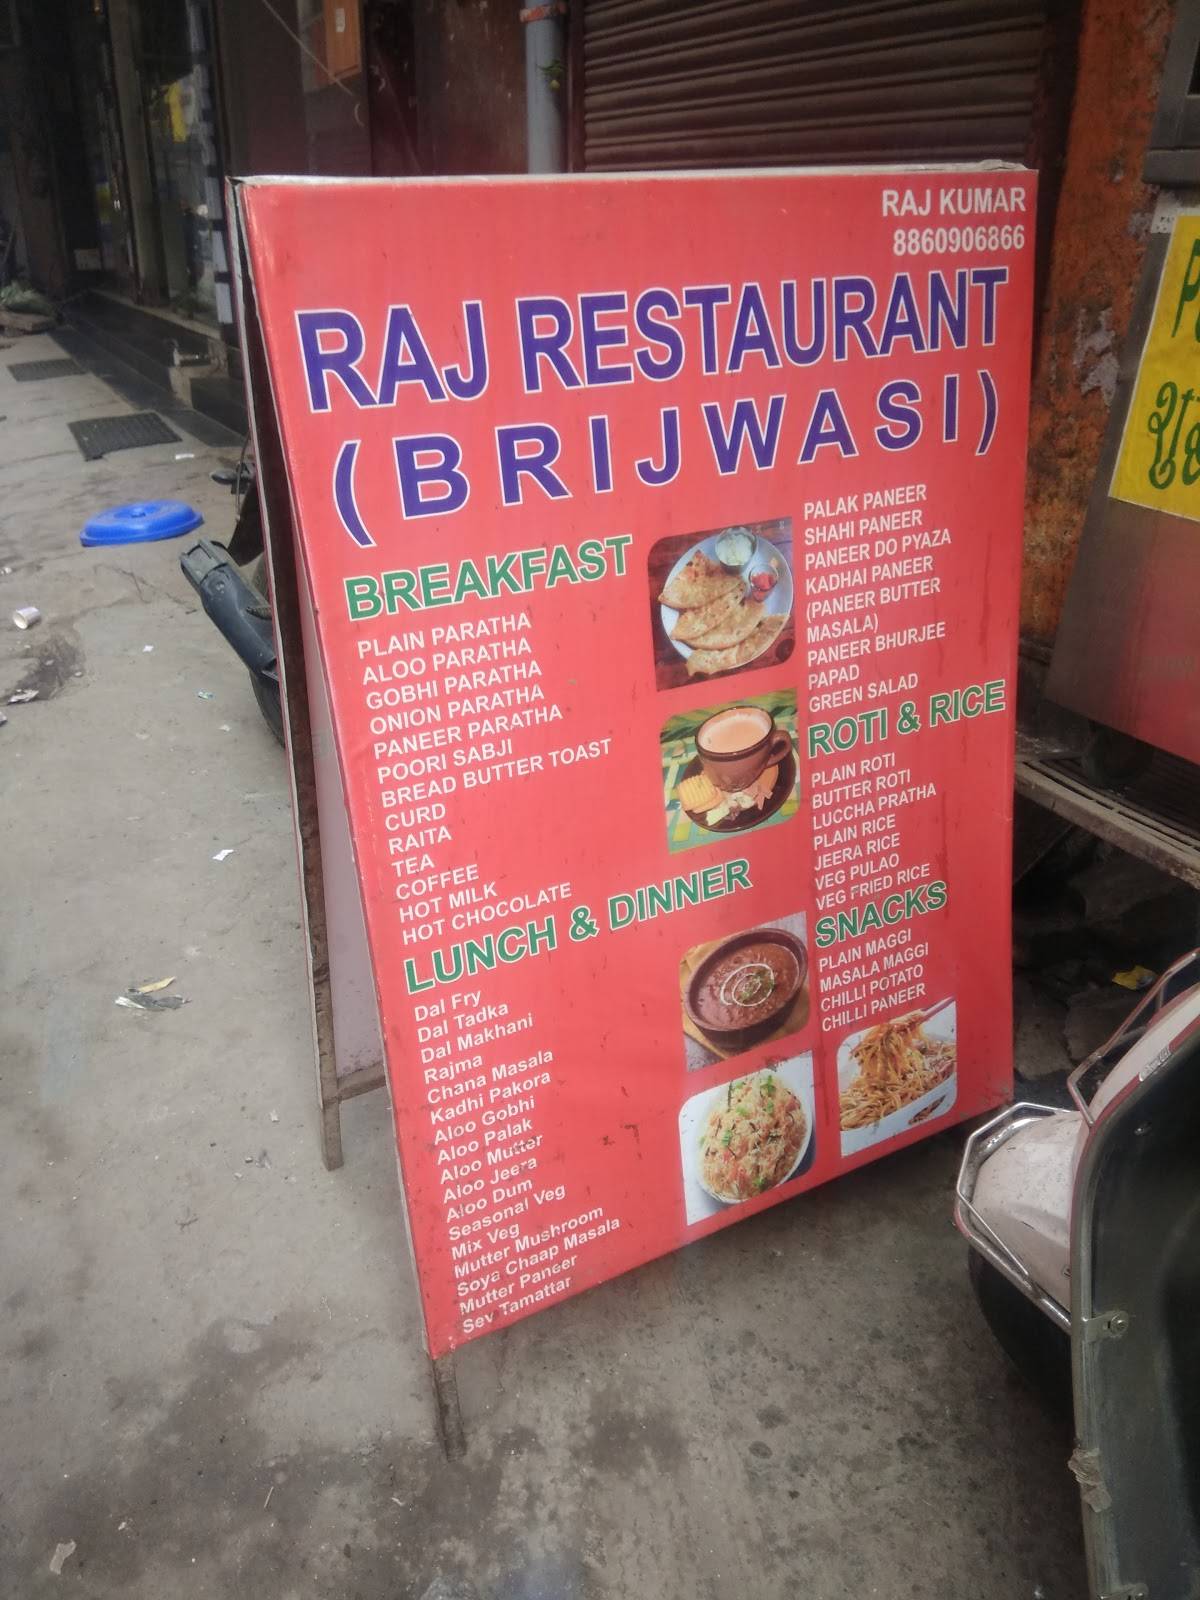 RAJ KUMAR
8860906866
RAJ RESTAURANT
(BRIJWASI)
BREAKFAST
PLAIN PARATHA
ALOO PARATHA
GOBHI PARATHA
ONION PARATHA
PANEER PARATHA
POORI SABJI
BREAD BUTTER TOAST
CURD
RAITA
TEA
COFFEE
HOT MILK
HOT CHOCOLATE
LUNCH & DINNER
Dal Fry
Dal Tadka
Dal Makhani
Rajma
Chana Masala
Kadhi Pakora
Aloo Gobhi
Aloo Palak
Aloo Mutter
Aloo Jeera
Aloo Dum
Seasonal Veg
Mix Veg
Mutter Mushroom
Soya Chaap Masala
Mutter Paneer
Sev Tamattar
PALAK PANEER
SHAHI PANEER
PANEER DO PYAZA
KADHAI PANEER
(PANEER BUTTER
MASALA)
PANEER BHURJEE
PAPAD
GREEN SALAD
ROTI & RICE
PLAIN ROTI
BUTTER ROTI
LUCCHA PRATHA
PLAIN RICE
JEERA RICE
VEG PULAO
VEG FRIED RICE
SNACKS
PLAIN MAGGI
MASALA MAGGI
CHILLI POTATO
CHILLI PANEER